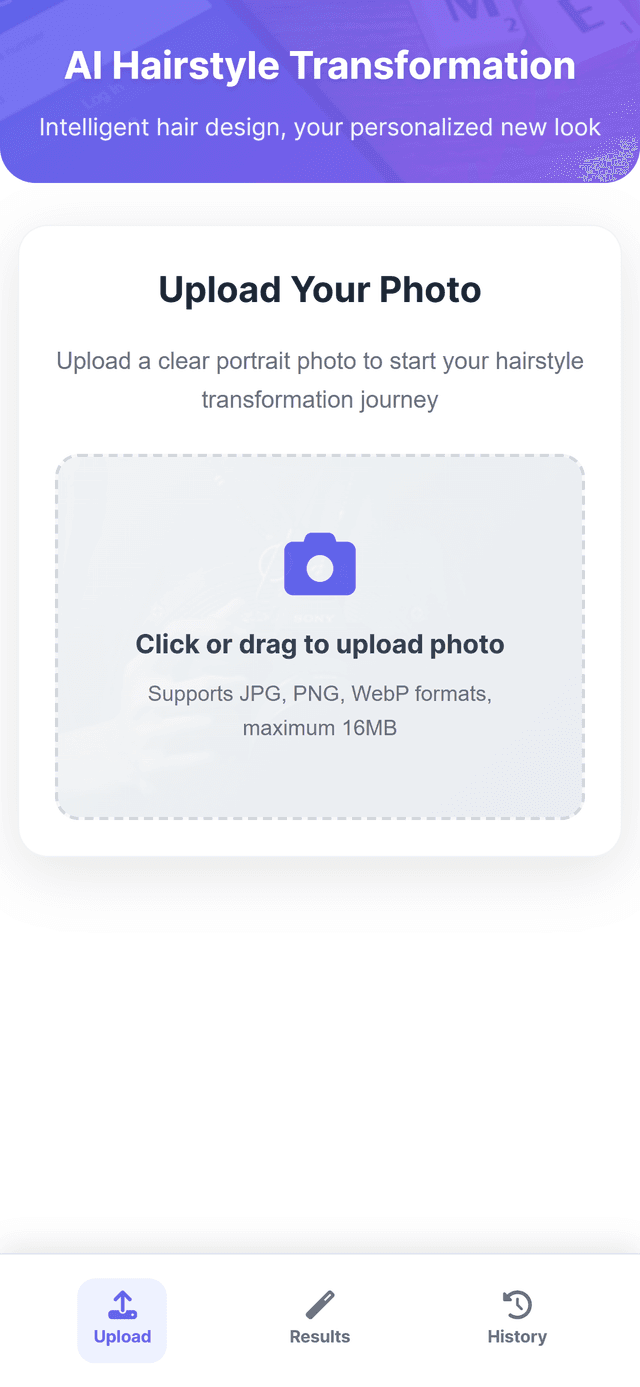 AI Hairstyle Transformation
Intelligent hair design, your personalized new look
Upload Your Photo
Upload a clear portrait photo to start your hairstyle
transformation journey
Click or drag to upload photo
Supports JPG, PNG, WebP formats,
maximum 16MB
Upload
Results
History